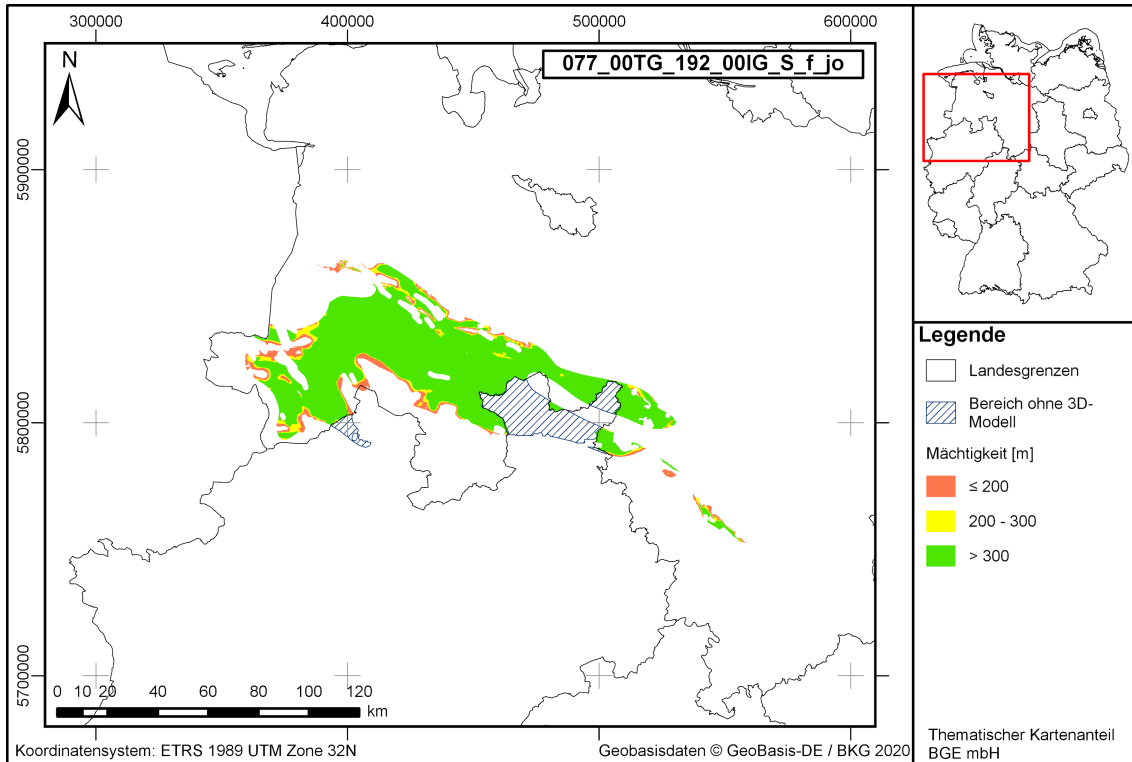 300000 400000 500000 600000
077_00TG_192_00IG_S_f_jo
N
5900000
5800000
5700000
0 10 20 40 60 80 100 120
km
Koordinatensystem: ETRS 1989 UTM Zone 32N
Geobasisdaten © GeoBasis-DE / BKG 2020
Legende
Landesgrenzen
Bereich ohne 3D-
Modell
Mächtigkeit [m]
≤ 200
200 - 300
> 300
Thematischer Kartenanteil
BGE mbH